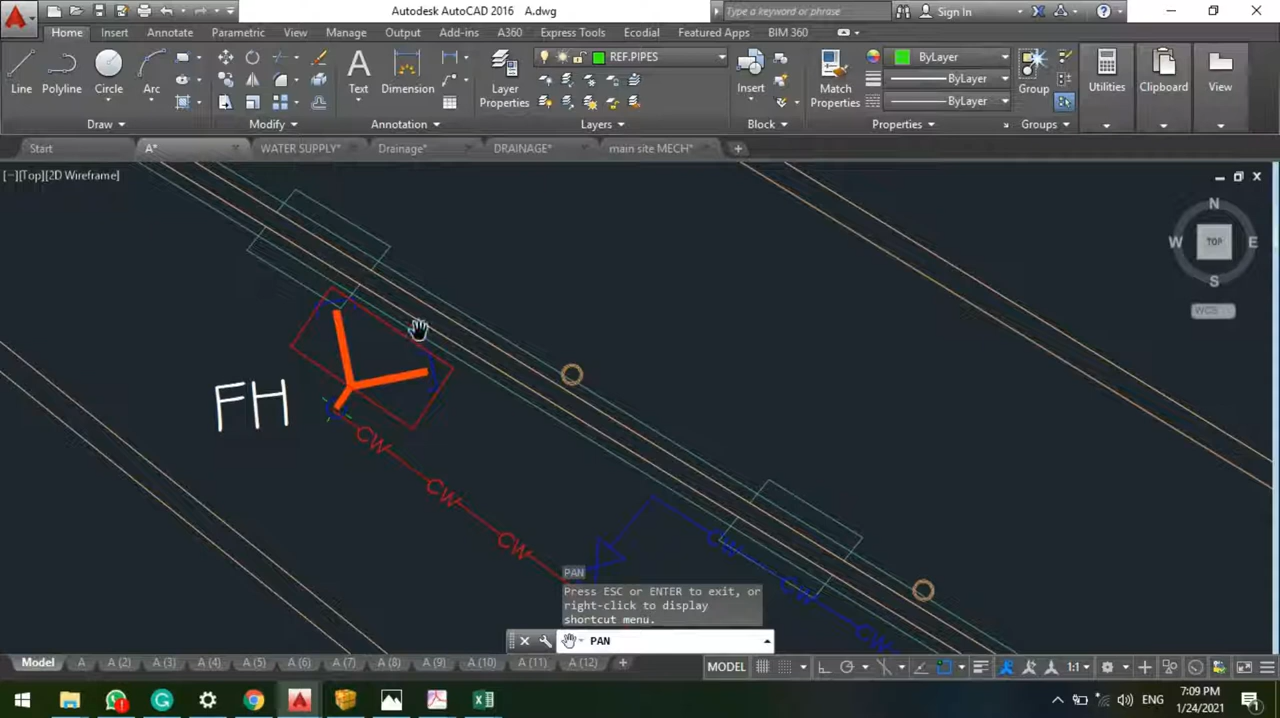 Autodesk AutoCAD 2016 A.dwg
Type a keyword or phrase
Sign In
Home Insert Annotate Parametric View Manage Output Add-ins A360 Express Tools Ecodial Featured Apps BIM 360
Line Polyline Circle Arc
Text Dimension
Layer Properties
REF.PIPES
Insert
Match Properties
ByLayer
ByLayer
ByLayer
Group
Utilities
Clipboard
View
Draw Modify Annotation Layers Block Properties Groups
Start A* WATER SUPPLY* Drainage* DRAINAGE* main site MECH*
[−][Top][2D Wireframe]
N
W TOP E
S
WCS
FH
CW
CW
CW
CW
CW
CW
PAN
Press ESC or ENTER to exit, or
right-click to display
shortcut menu.
PAN
Model A A (2) A (3) A (4) A (5) A (6) A (7) A (8) A (9) A (10) A (11) A (12)
MODEL 1:1
ENG
7:09 PM
1/24/2021
1